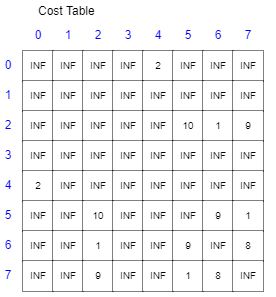 Cost Table
0 1 2 3 4 5 6 7
0 INF INF INF INF 2 INF INF INF
1 INF INF INF INF INF INF INF INF
2 INF INF INF INF INF 10 1 9
3 INF INF INF INF INF INF INF INF
4 2 INF INF INF INF INF INF INF
5 INF INF 10 INF INF INF 9 1
6 INF INF 1 INF INF 9 INF 8
7 INF INF 9 INF INF 1 8 INF